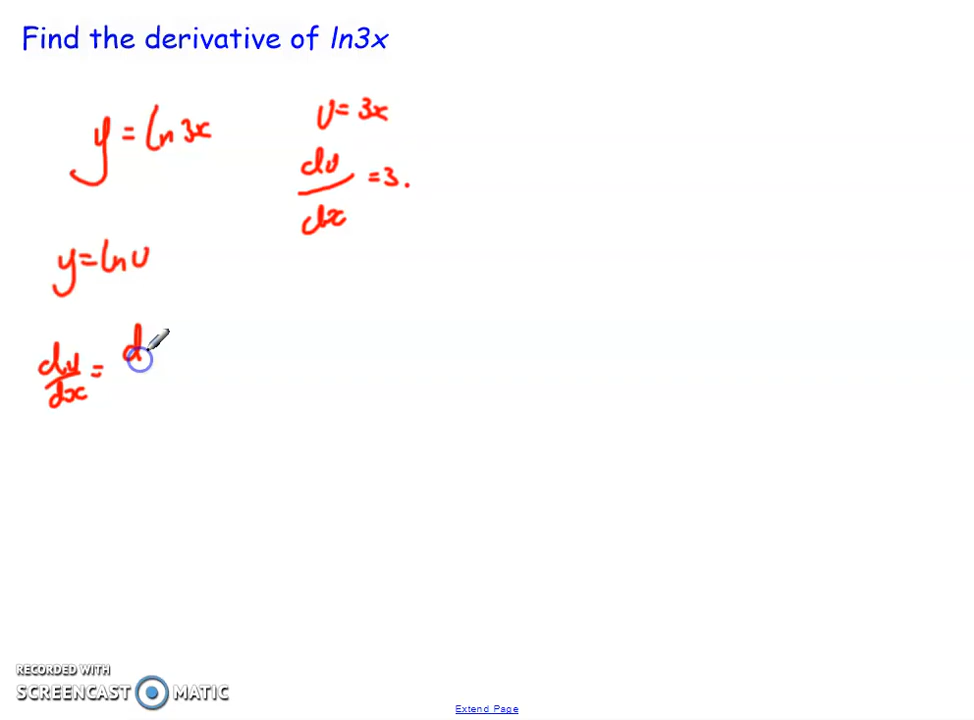 Find the derivative of ln3x
y = ln 3x
u = 3x
du/dx = 3.
y = ln u
dy/dx = d
RECORDED WITH
SCREENCAST MATIC
Extend Page